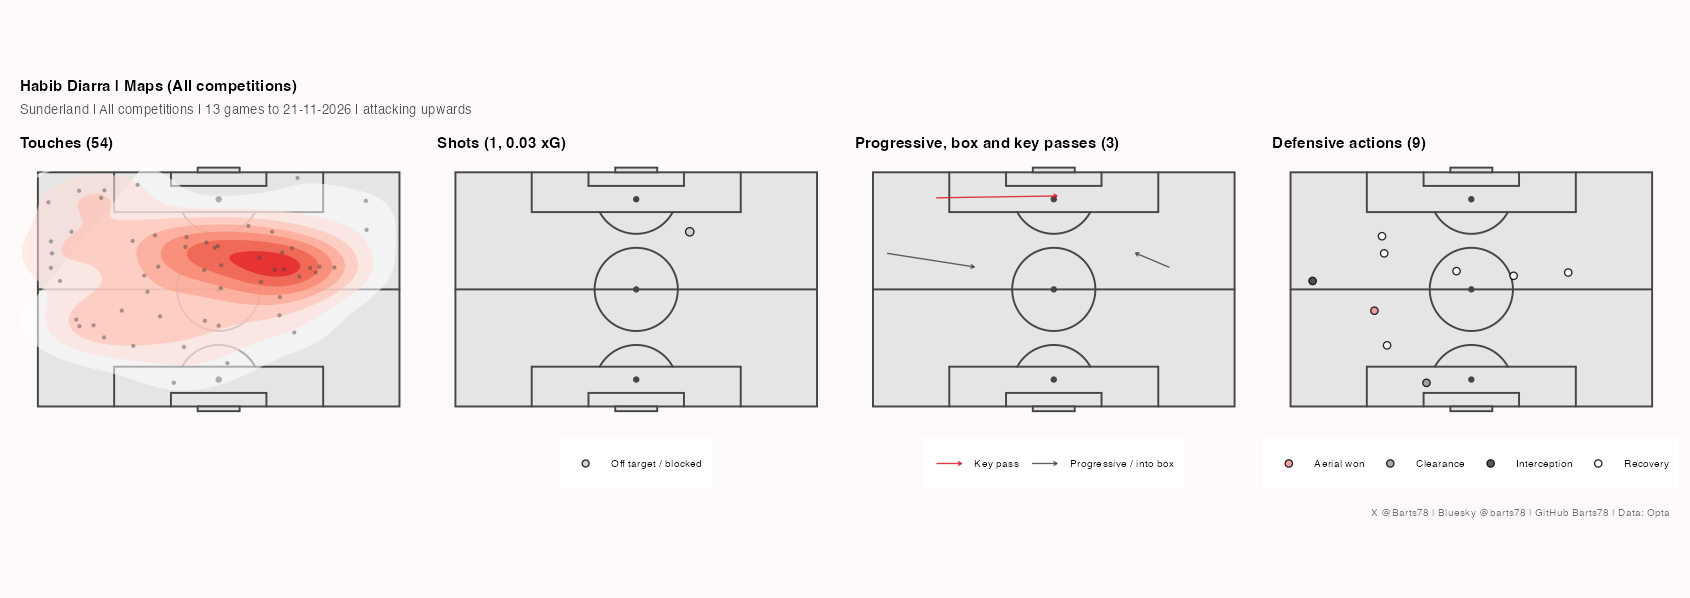 Habib Diarra | Maps (All competitions)
Sunderland | All competitions | 13 games to 21-11-2026 | attacking upwards
Touches (54)
Shots (1, 0.03 xG)
Progressive, box and key passes (3)
Defensive actions (9)
Off target / blocked
Key pass
Progressive / into box
Aerial won
Clearance
Interception
Recovery
X @Barts78 | Bluesky @barts78 | GitHub Barts78 | Data: Opta